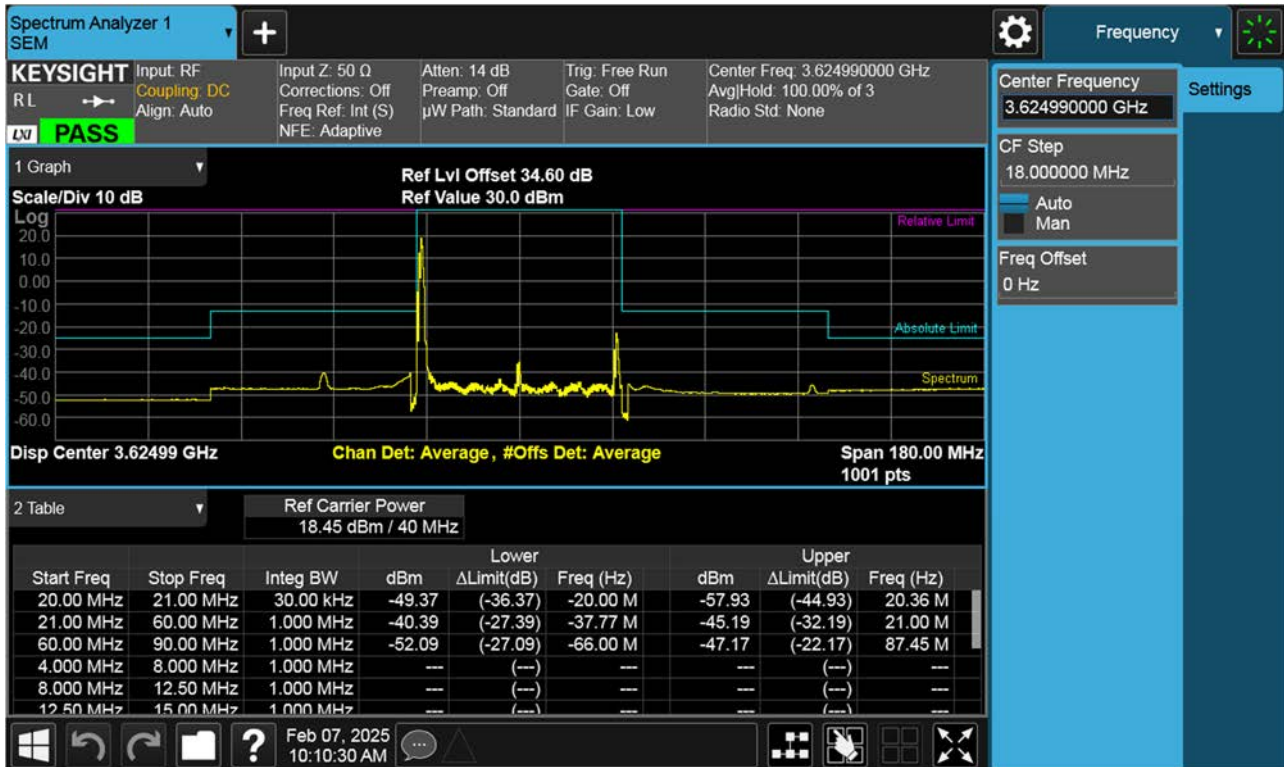 Spectrum Analyzer 1
SEM
Frequency
KEYSIGHT
RL
LXI
PASS
Input: RF
Coupling: DC
Align: Auto
Input Z: 50 Ω
Corrections: Off
Freq Ref: Int (S)
NFE: Adaptive
Atten: 14 dB
Preamp: Off
µW Path: Standard
Trig: Free Run
Gate: Off
IF Gain: Low
Center Freq: 3.624990000 GHz
Avg|Hold: 100.00% of 3
Radio Std: None
Center Frequency
3.624990000 GHz
Settings
CF Step
18.000000 MHz
Auto
Man
Freq Offset
0 Hz
1 Graph
Scale/Div 10 dB
Ref Lvl Offset 34.60 dB
Ref Value 30.0 dBm
Log
Relative Limit
20.0
10.0
0.00
-10.0
-20.0
Absolute Limit
-30.0
-40.0
Spectrum
-50.0
-60.0
Disp Center 3.62499 GHz
Chan Det: Average, #Offs Det: Average
Span 180.00 MHz
1001 pts
2 Table
Ref Carrier Power
18.45 dBm / 40 MHz
Lower Upper
Start Freq Stop Freq Integ BW dBm ΔLimit(dB) Freq (Hz) dBm ΔLimit(dB) Freq (Hz)
20.00 MHz 21.00 MHz 30.00 kHz -49.37 (-36.37) -20.00 M -57.93 (-44.93) 20.36 M
21.00 MHz 60.00 MHz 1.000 MHz -40.39 (-27.39) -37.77 M -45.19 (-32.19) 21.00 M
60.00 MHz 90.00 MHz 1.000 MHz -52.09 (-27.09) -66.00 M -47.17 (-22.17) 87.45 M
4.000 MHz 8.000 MHz 1.000 MHz --- (---) --- --- (---) ---
8.000 MHz 12.50 MHz 1.000 MHz --- (---) --- --- (---) ---
12.50 MHz 15.00 MHz 1.000 MHz --- (---) --- --- (---) ---
Feb 07, 2025
10:10:30 AM